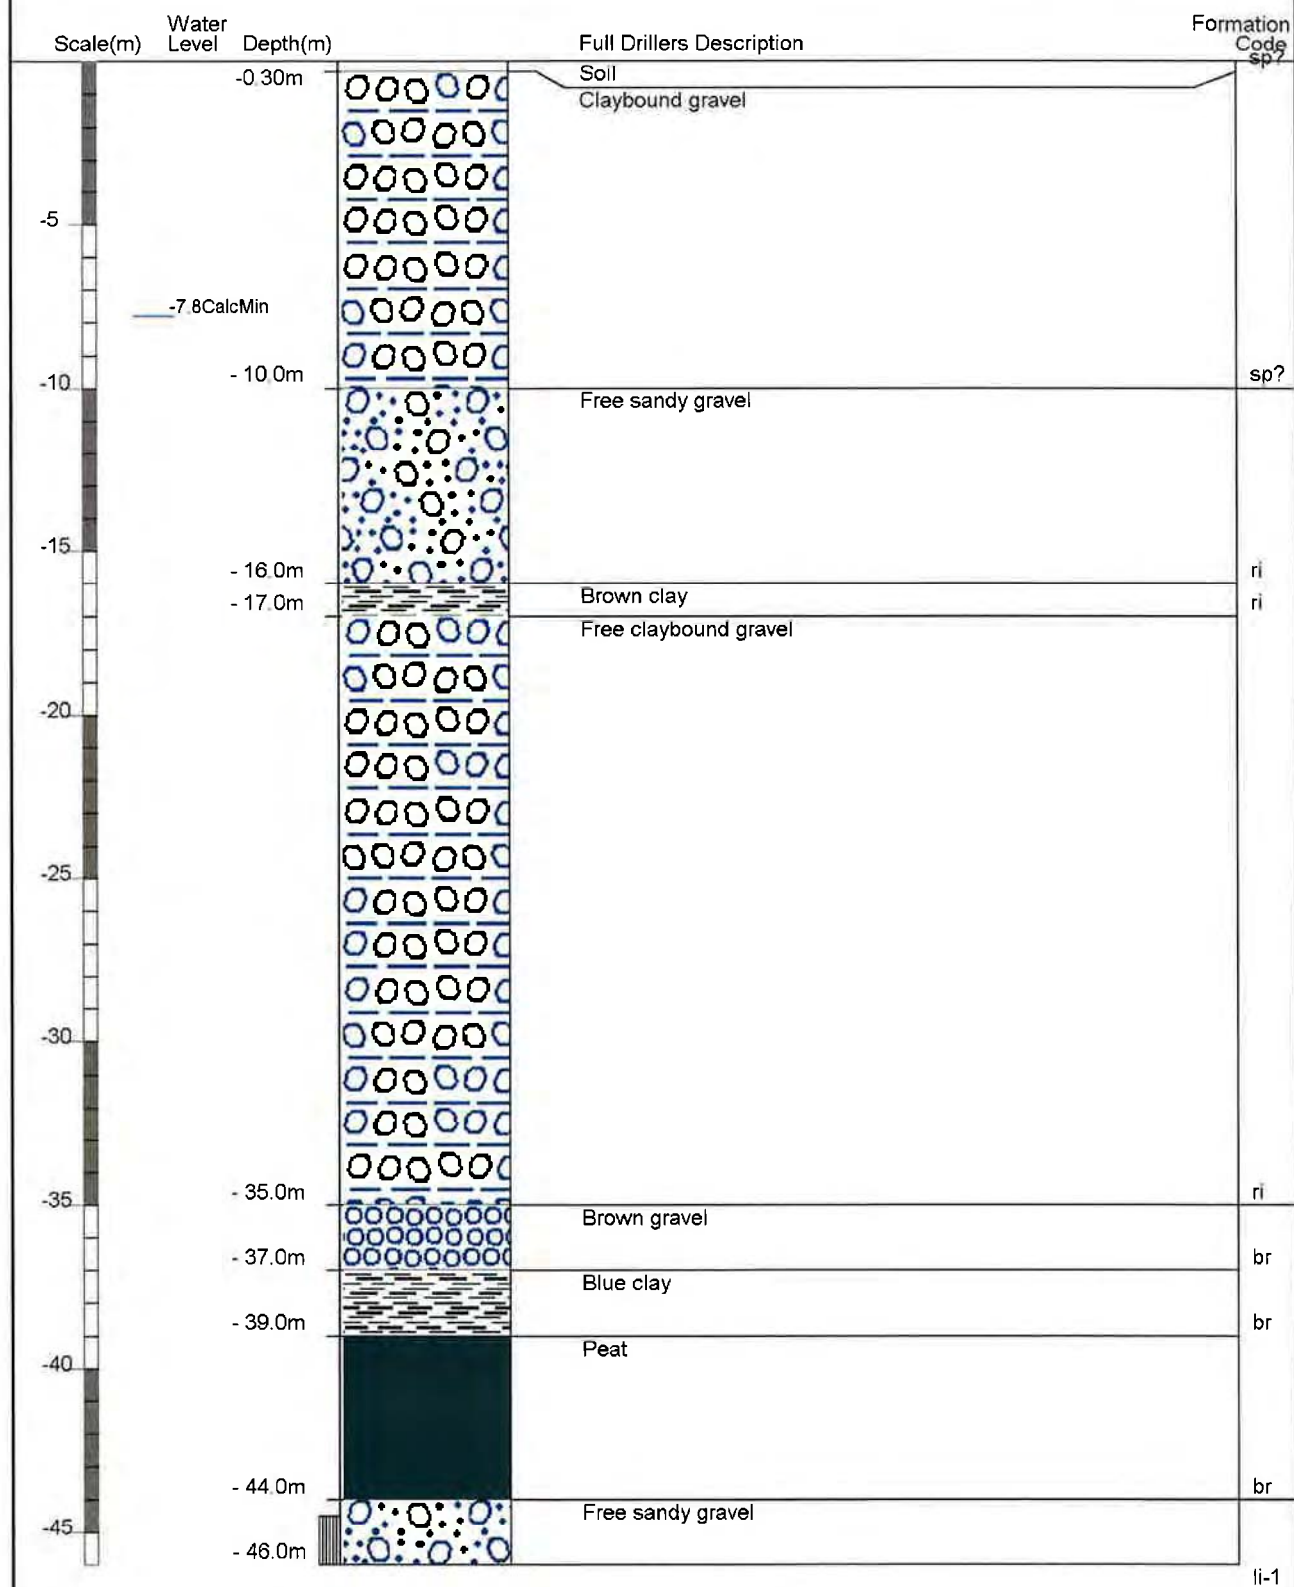 Scale(m) Water Level Depth(m) Full Drillers Description Formation Code
sp?
-0.30m Soil
Claybound gravel
-5
-7.8CalcMin
- 10.0m sp?
-10
Free sandy gravel
-15
- 16.0m ri
Brown clay
- 17.0m ri
Free claybound gravel
-20
-25
-30
- 35.0m ri
-35
Brown gravel
- 37.0m br
Blue clay
- 39.0m br
Peat
-40
- 44.0m br
Free sandy gravel
-45
- 46.0m
li-1